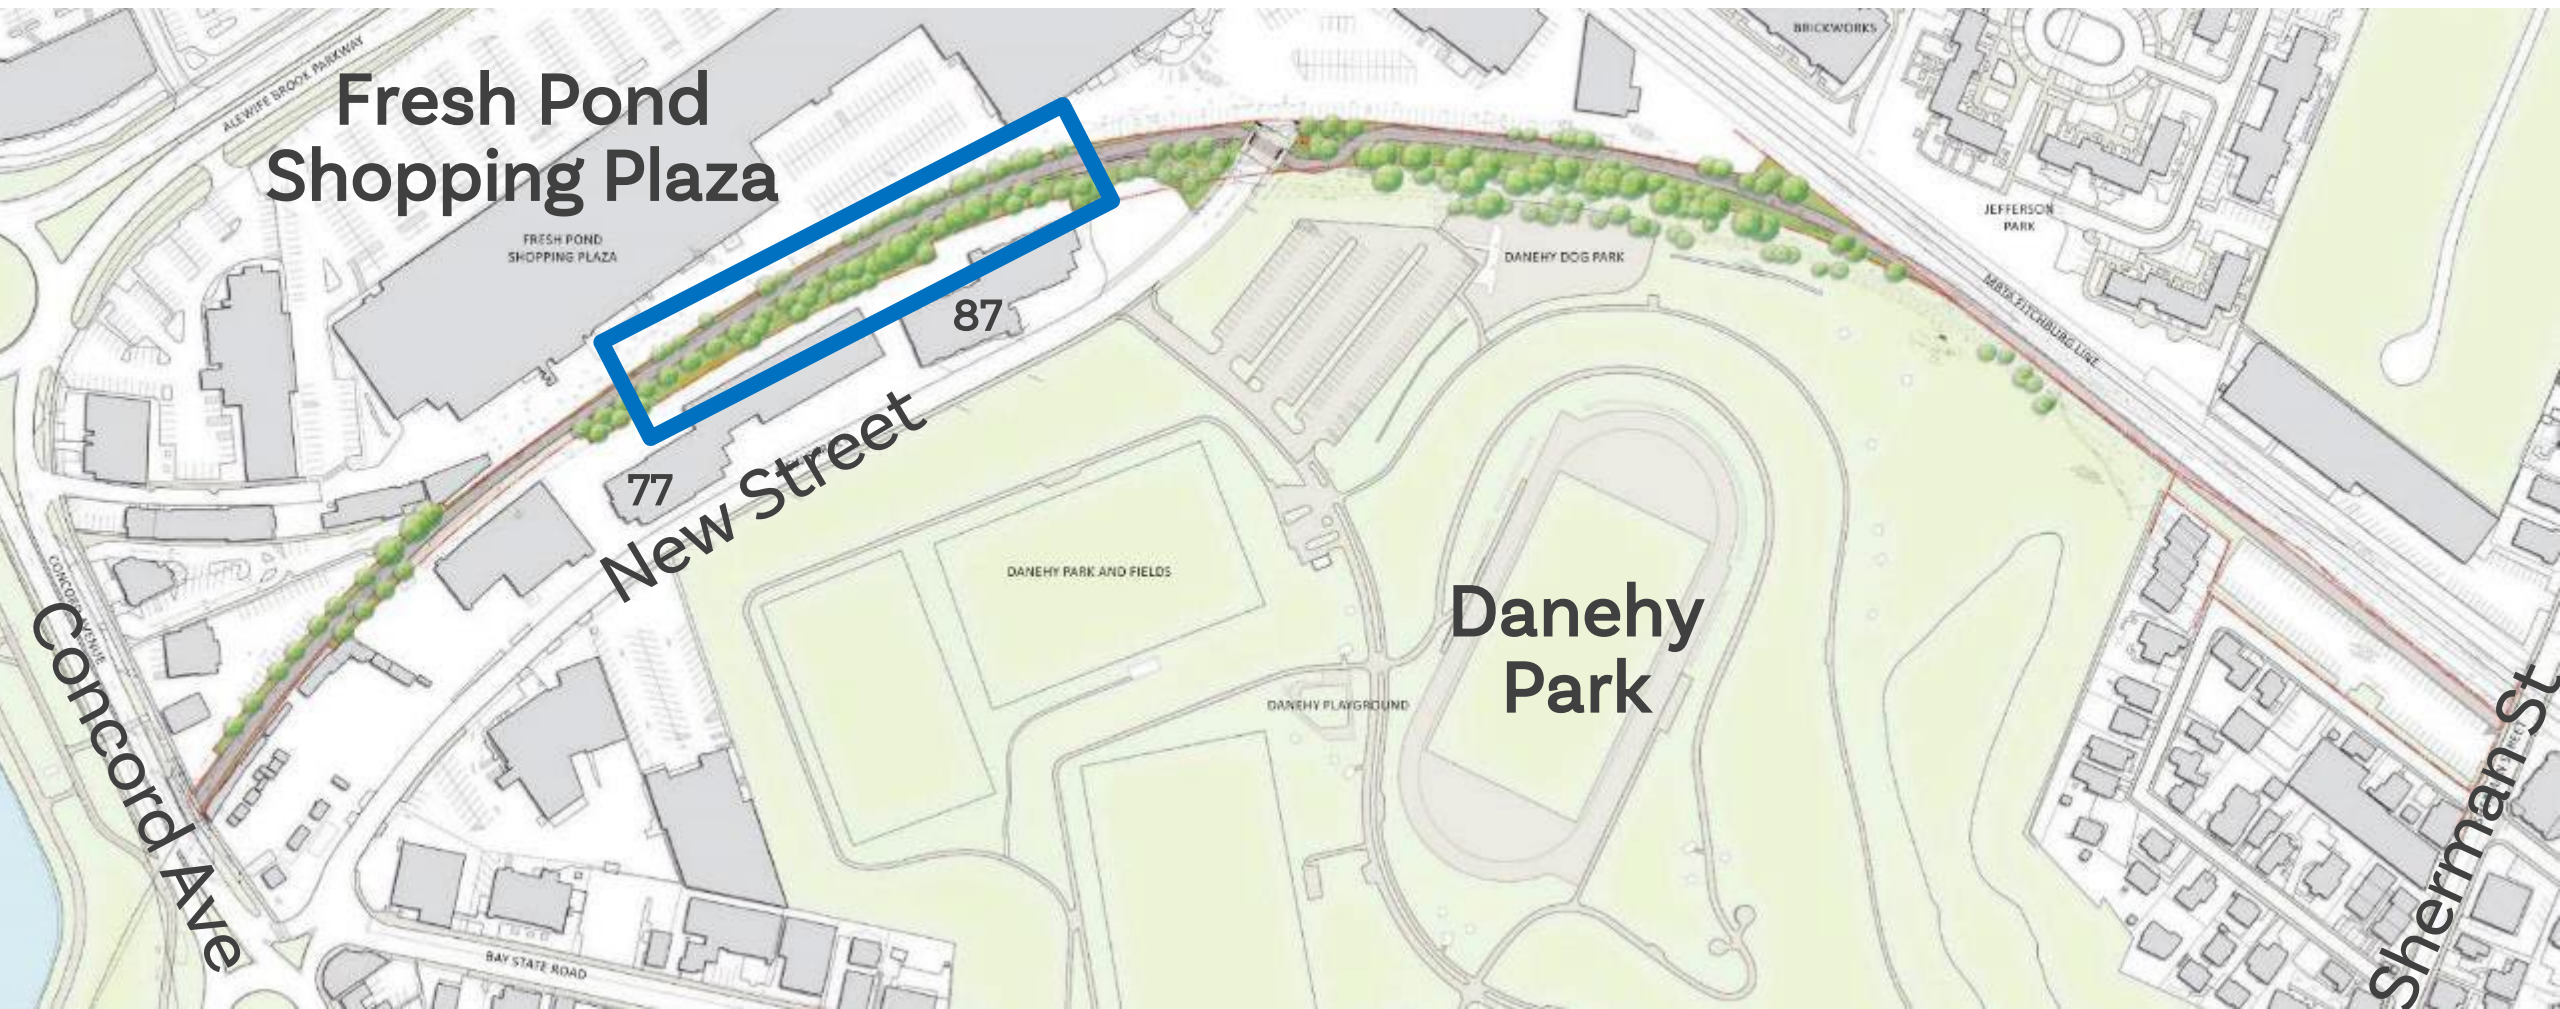 BRICKWORKS
ALEWIFE BROOK PARKWAY
Fresh Pond
Shopping Plaza
FRESH POND
SHOPPING PLAZA
JEFFERSON
PARK
DANEHY DOG PARK
MBTA FITCHBURG LINE
87
77
New Street
DANEHY PARK AND FIELDS
CONCORD AVENUE
Concord Ave
Danehy
Park
DANEHY PLAYGROUND
Sherman St
BAY STATE ROAD